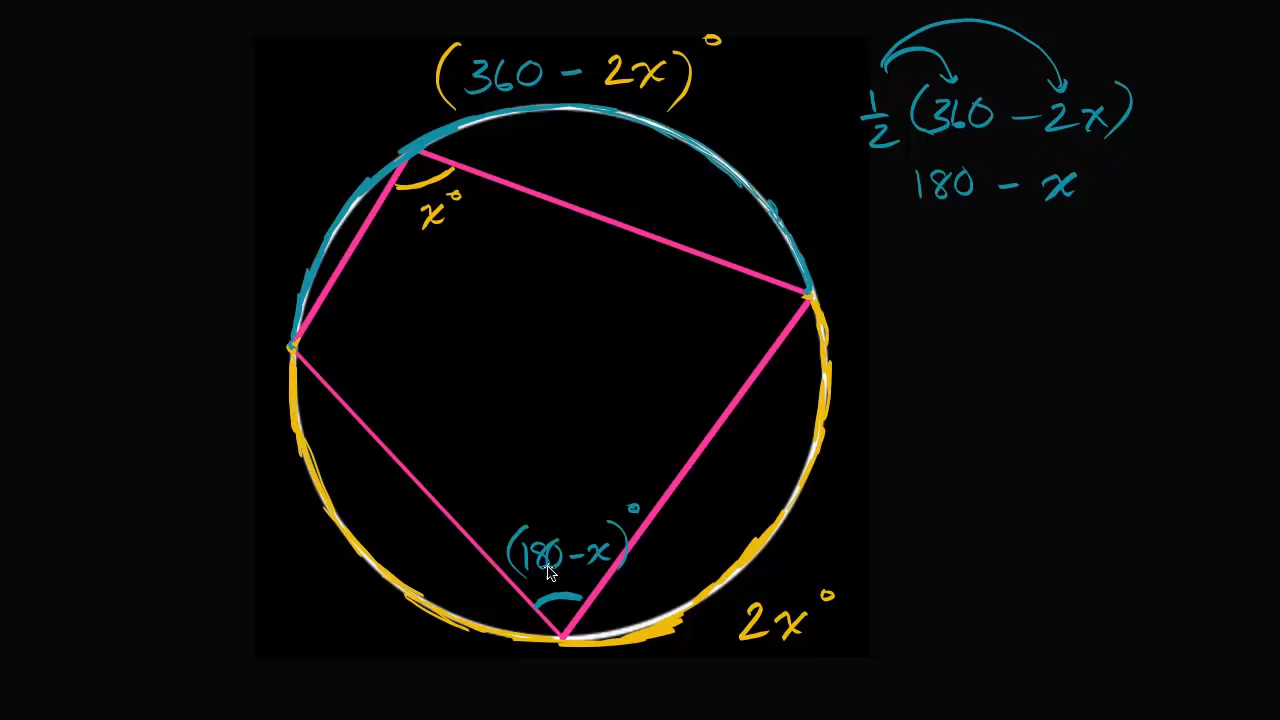 (360 - 2x)°
1/2 (360 - 2x)
180 - x
x°
(180 - x)°
2x°